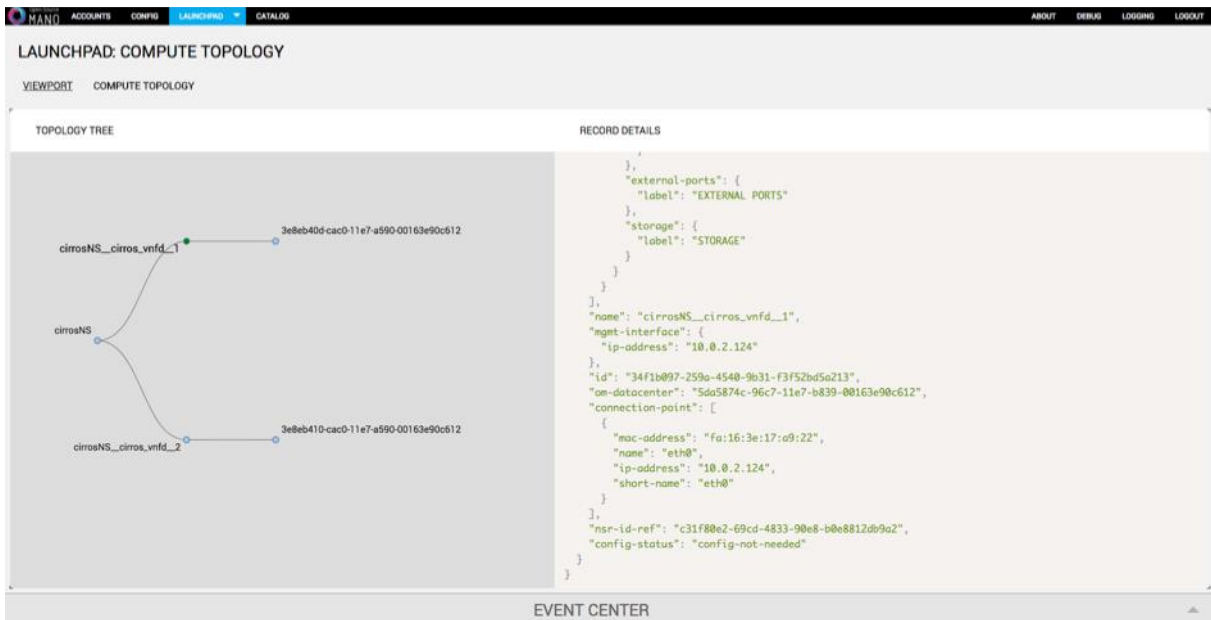 Open Source
MANO ACCOUNTS CONFIG LAUNCHPAD CATALOG ABOUT DEBUG LOGGING LOGOUT
LAUNCHPAD: COMPUTE TOPOLOGY
VIEWPORT COMPUTE TOPOLOGY
TOPOLOGY TREE
cirrosNS__cirros_vnfd__1
3e8eb40d-cac0-11e7-a590-00163e90c612
cirrosNS
cirrosNS__cirros_vnfd__2
3e8eb410-cac0-11e7-a590-00163e90c612
RECORD DETAILS
},
"external-ports": {
"label": "EXTERNAL PORTS"
},
"storage": {
"label": "STORAGE"
}
}
}
],
"name": "cirrosNS__cirros_vnfd__1",
"mgmt-interface": {
"ip-address": "10.0.2.124"
},
"id": "34f1b097-259a-4540-9b31-f3f52bd5a213",
"om-datacenter": "5da5874c-96c7-11e7-b839-00163e90c612",
"connection-point": [
{
"mac-address": "fa:16:3e:17:a9:22",
"name": "eth0",
"ip-address": "10.0.2.124",
"short-name": "eth0"
}
],
"nsr-id-ref": "c31f80e2-69cd-4833-90e8-b0e8812db9a2",
"config-status": "config-not-needed"
}
}
EVENT CENTER